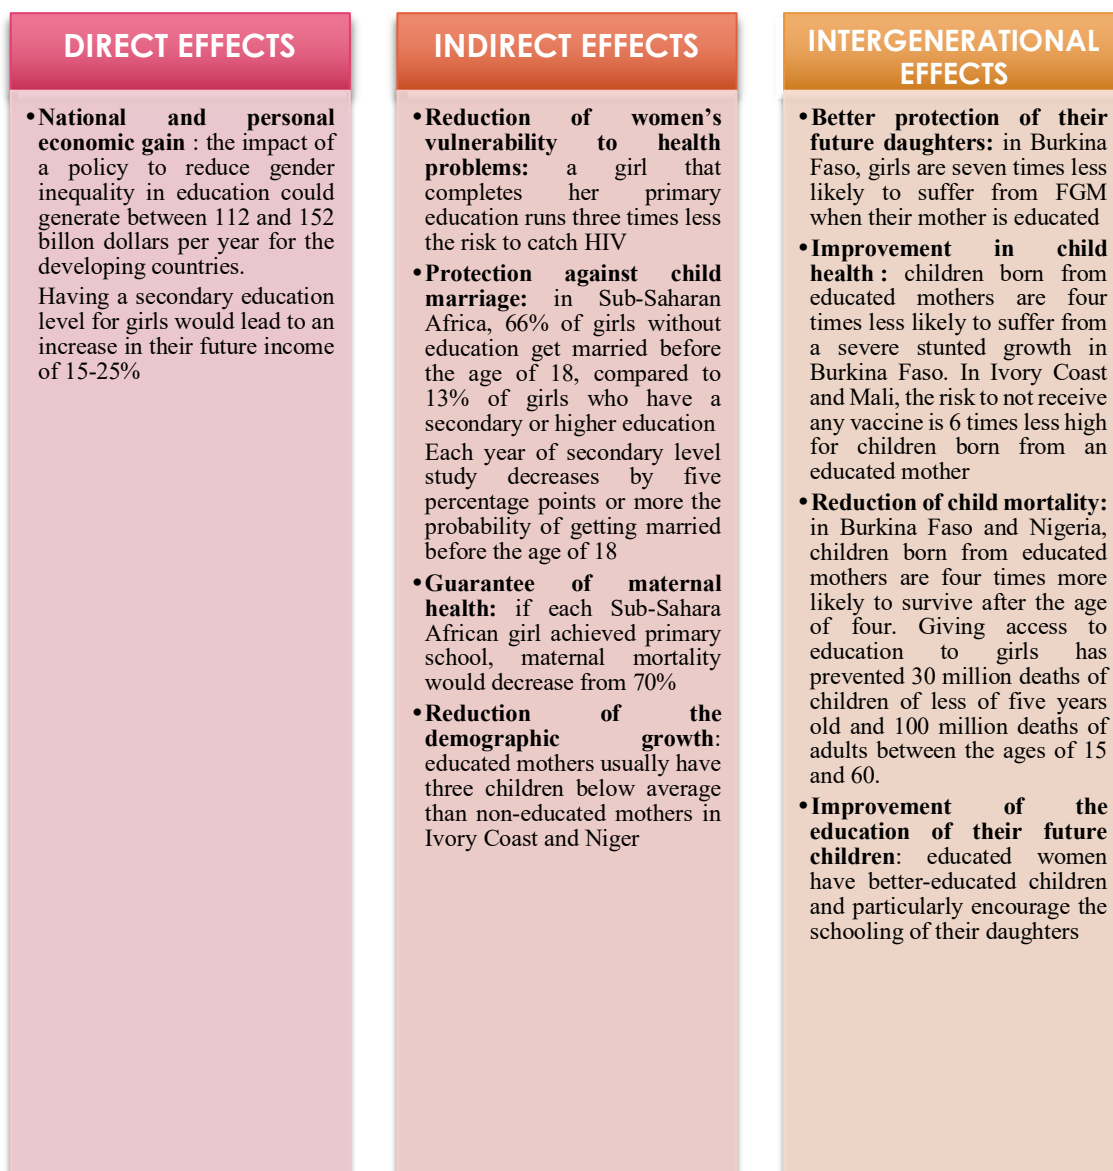 DIRECT EFFECTS
•National and personal
economic gain : the impact of
a policy to reduce gender
inequality in education could
generate between 112 and 152
billon dollars per year for the
developing countries.
Having a secondary education
level for girls would lead to an
increase in their future income
of 15-25%
INDIRECT EFFECTS
•Reduction of women’s
vulnerability to health
problems: a girl that
completes her primary
education runs three times less
the risk to catch HIV
•Protection against child
marriage: in Sub-Saharan
Africa, 66% of girls without
education get married before
the age of 18, compared to
13% of girls who have a
secondary or higher education
Each year of secondary level
study decreases by five
percentage points or more the
probability of getting married
before the age of 18
•Guarantee of maternal
health: if each Sub-Sahara
African girl achieved primary
school, maternal mortality
would decrease from 70%
•Reduction of the
demographic growth:
educated mothers usually have
three children below average
than non-educated mothers in
Ivory Coast and Niger
INTERGENERATIONAL
EFFECTS
•Better protection of their
future daughters: in Burkina
Faso, girls are seven times less
likely to suffer from FGM
when their mother is educated
•Improvement in child
health : children born from
educated mothers are four
times less likely to suffer from
a severe stunted growth in
Burkina Faso. In Ivory Coast
and Mali, the risk to not receive
any vaccine is 6 times less high
for children born from an
educated mother
•Reduction of child mortality:
in Burkina Faso and Nigeria,
children born from educated
mothers are four times more
likely to survive after the age
of four. Giving access to
education to girls has
prevented 30 million deaths of
children of less of five years
old and 100 million deaths of
adults between the ages of 15
and 60.
•Improvement of the
education of their future
children: educated women
have better-educated children
and particularly encourage the
schooling of their daughters